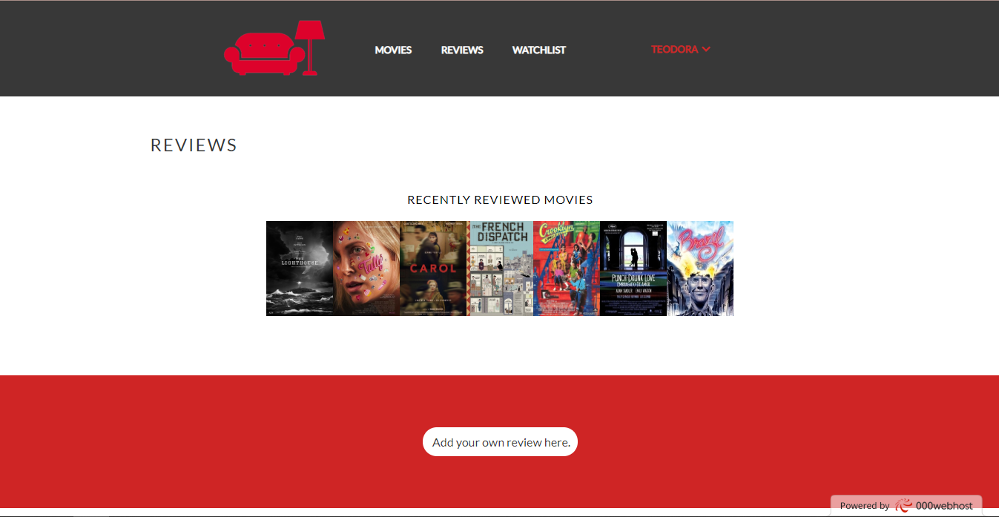 MOVIES
REVIEWS
WATCHLIST
TEODORA
REVIEWS
RECENTLY REVIEWED MOVIES
THE
LIGHTHOUSE
Tully
CAROL
THE
FRENCH
DISPATCH
Crooklyn
PUNCH-DRUNK LOVE
EMBRIAGADO DE AMOR
ADAM SANDLER EMILY WATSON
Brazil
Add your own review here.
Powered by 000webhost